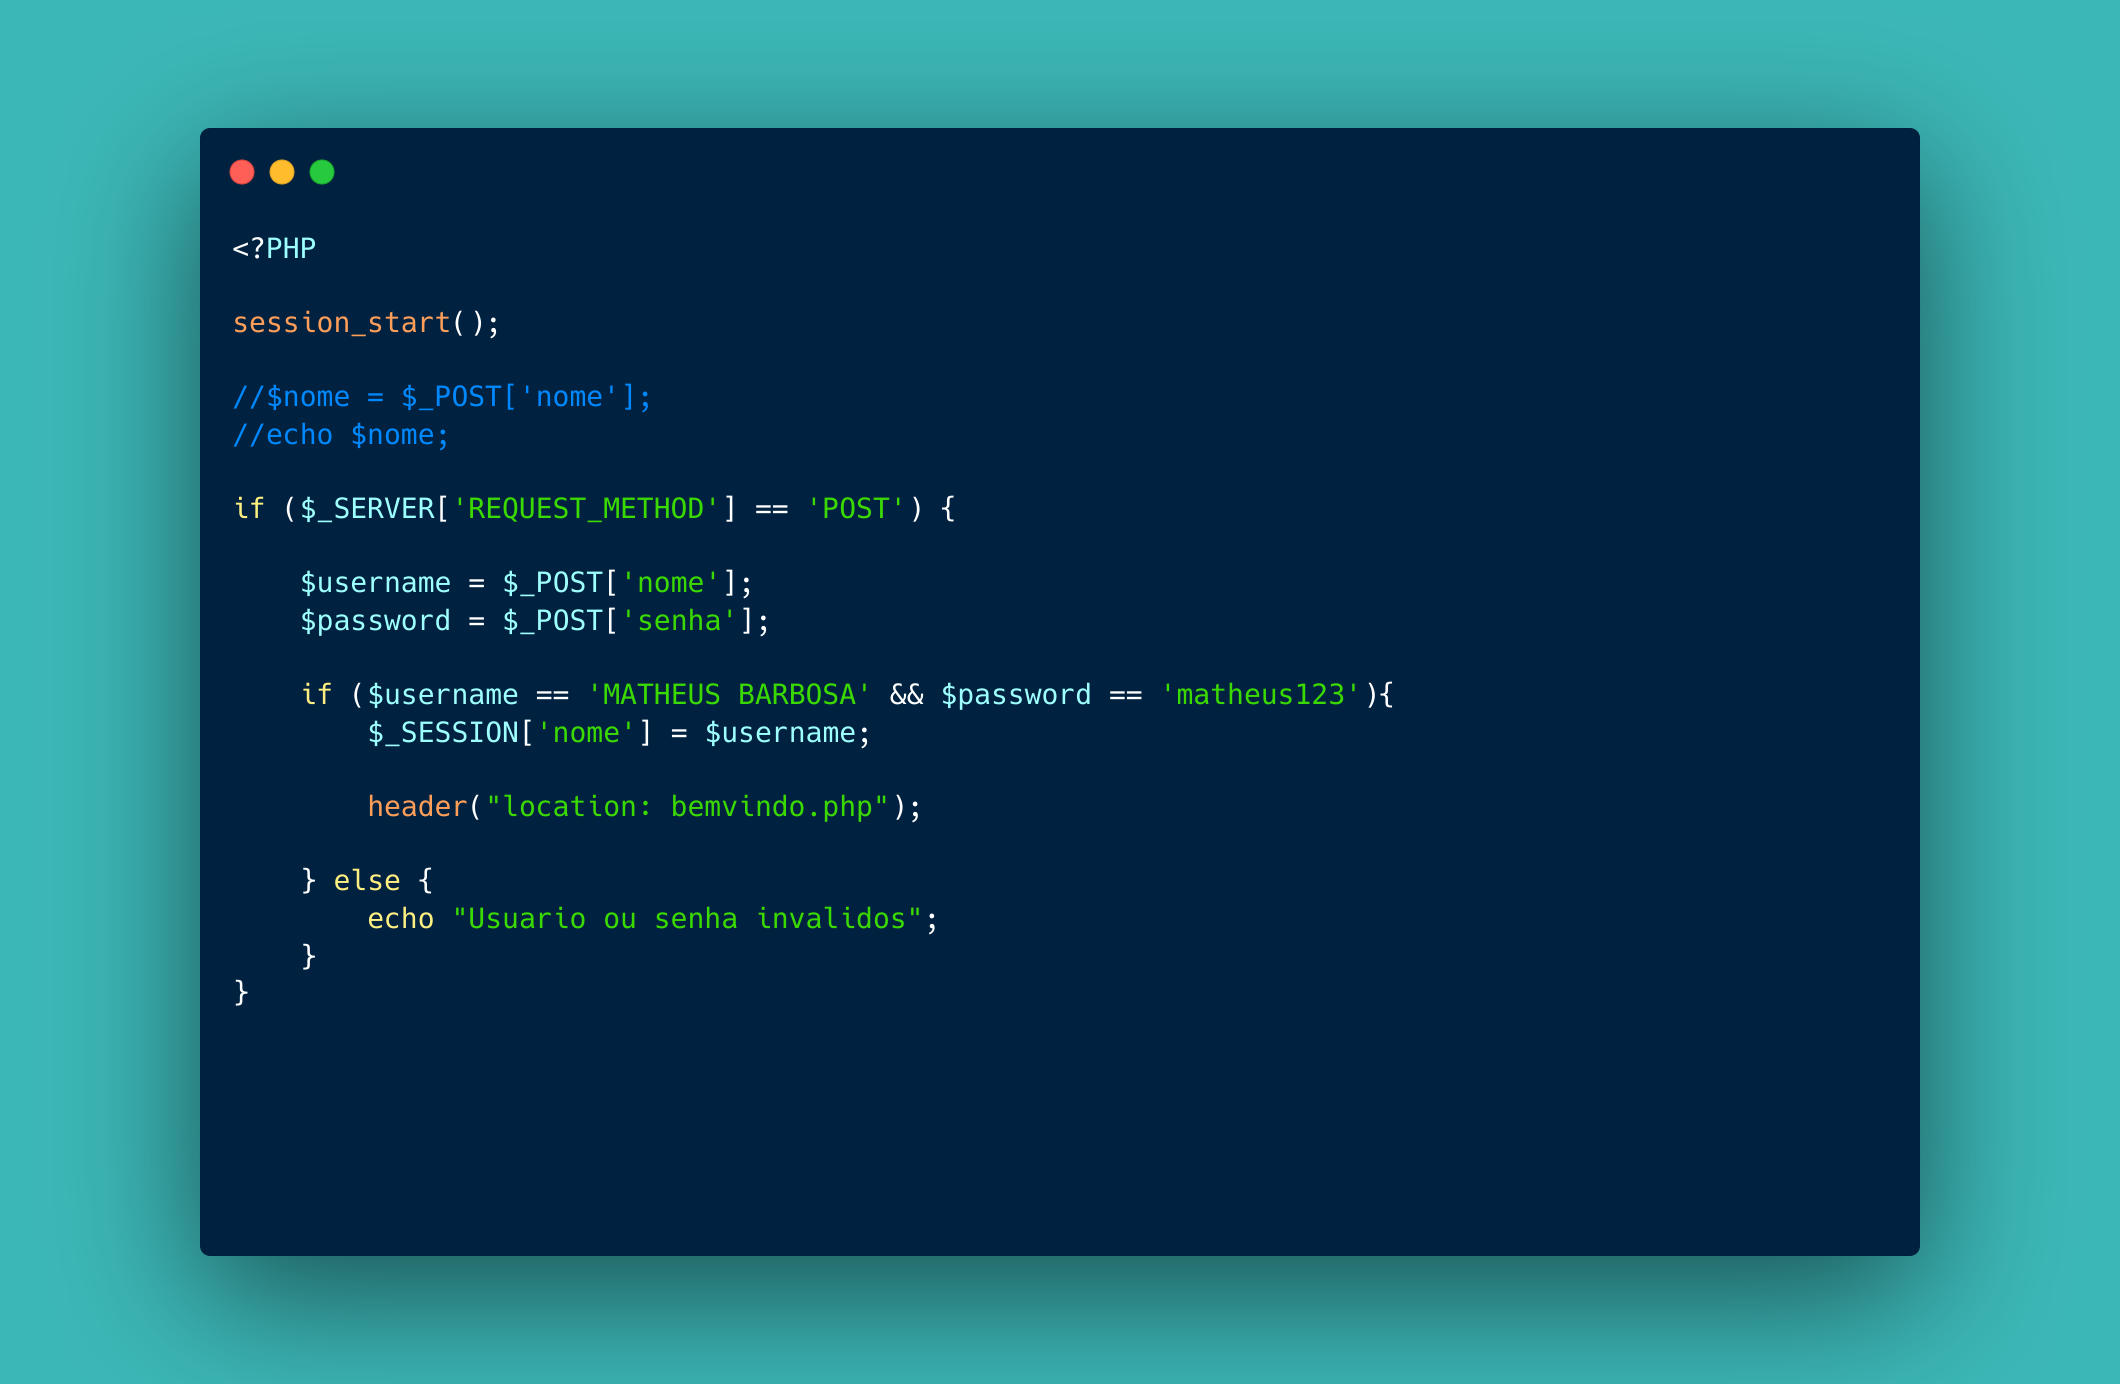 <?PHP
session_start();
//$nome = $_POST['nome'];
//echo $nome;
if ($_SERVER['REQUEST_METHOD'] == 'POST') {
    $username = $_POST['nome'];
    $password = $_POST['senha'];
    if ($username == 'MATHEUS BARBOSA' && $password == 'matheus123'){
        $_SESSION['nome'] = $username;
        header("location: bemvindo.php");
    } else {
        echo "Usuario ou senha invalidos";
    }
}